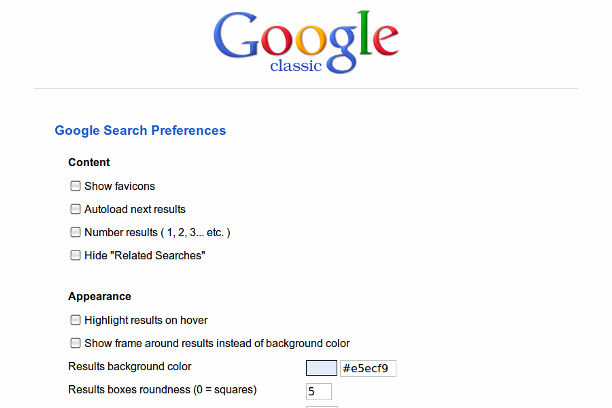 Google
classic
Google Search Preferences
Content
Show favicons
Autoload next results
Number results ( 1, 2, 3... etc. )
Hide "Related Searches"
Appearance
Highlight results on hover
Show frame around results instead of background color
Results background color #e5ecf9
Results boxes roundness (0 = squares) 5